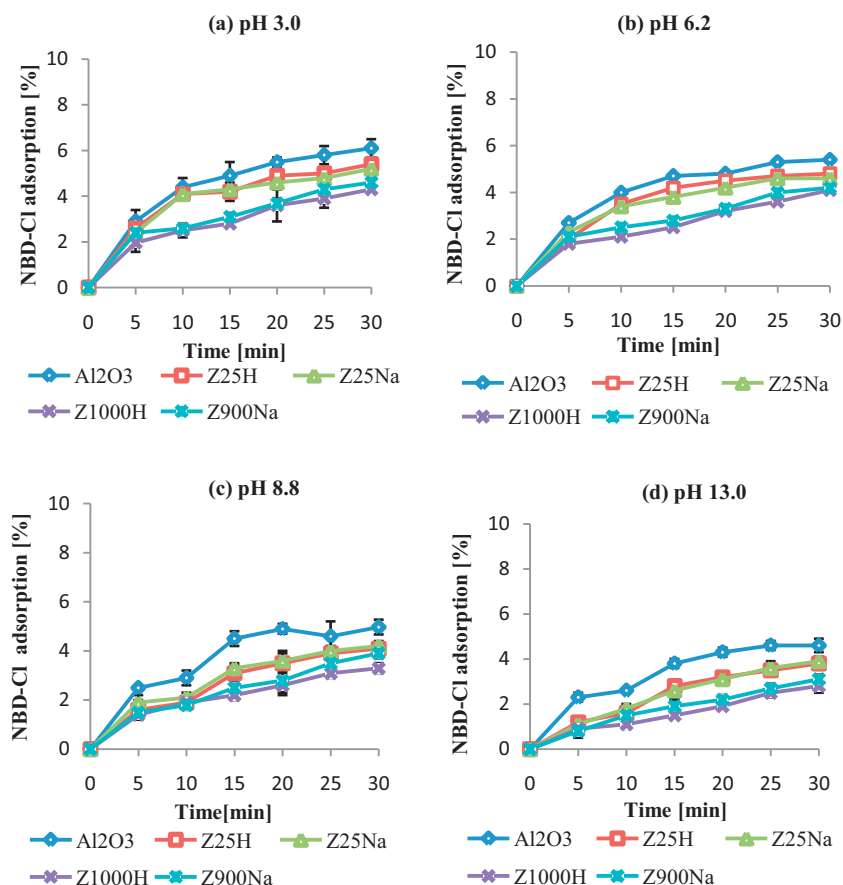 (a) pH 3.0
NBD-Cl adsorption [%]
10
8
6
4
2
0
0 5 10 15 20 25 30
Time [min]
Al2O3 Z25H Z25Na
Z1000H Z900Na
(b) pH 6.2
NBD-Cl adsorption [%]
10
8
6
4
2
0
0 5 10 15 20 25 30
Time [min]
Al2O3 Z25H Z25Na
Z1000H Z900Na
(c) pH 8.8
NBD-Cl adsorption [%]
10
8
6
4
2
0
0 5 10 15 20 25 30
Time[min]
Al2O3 Z25H Z25Na
Z1000H Z900Na
(d) pH 13.0
NBD-Cl adsorption [%]
10
8
6
4
2
0
0 5 10 15 20 25 30
Time [min]
Al2O3 Z25H Z25Na
Z1000H Z900Na